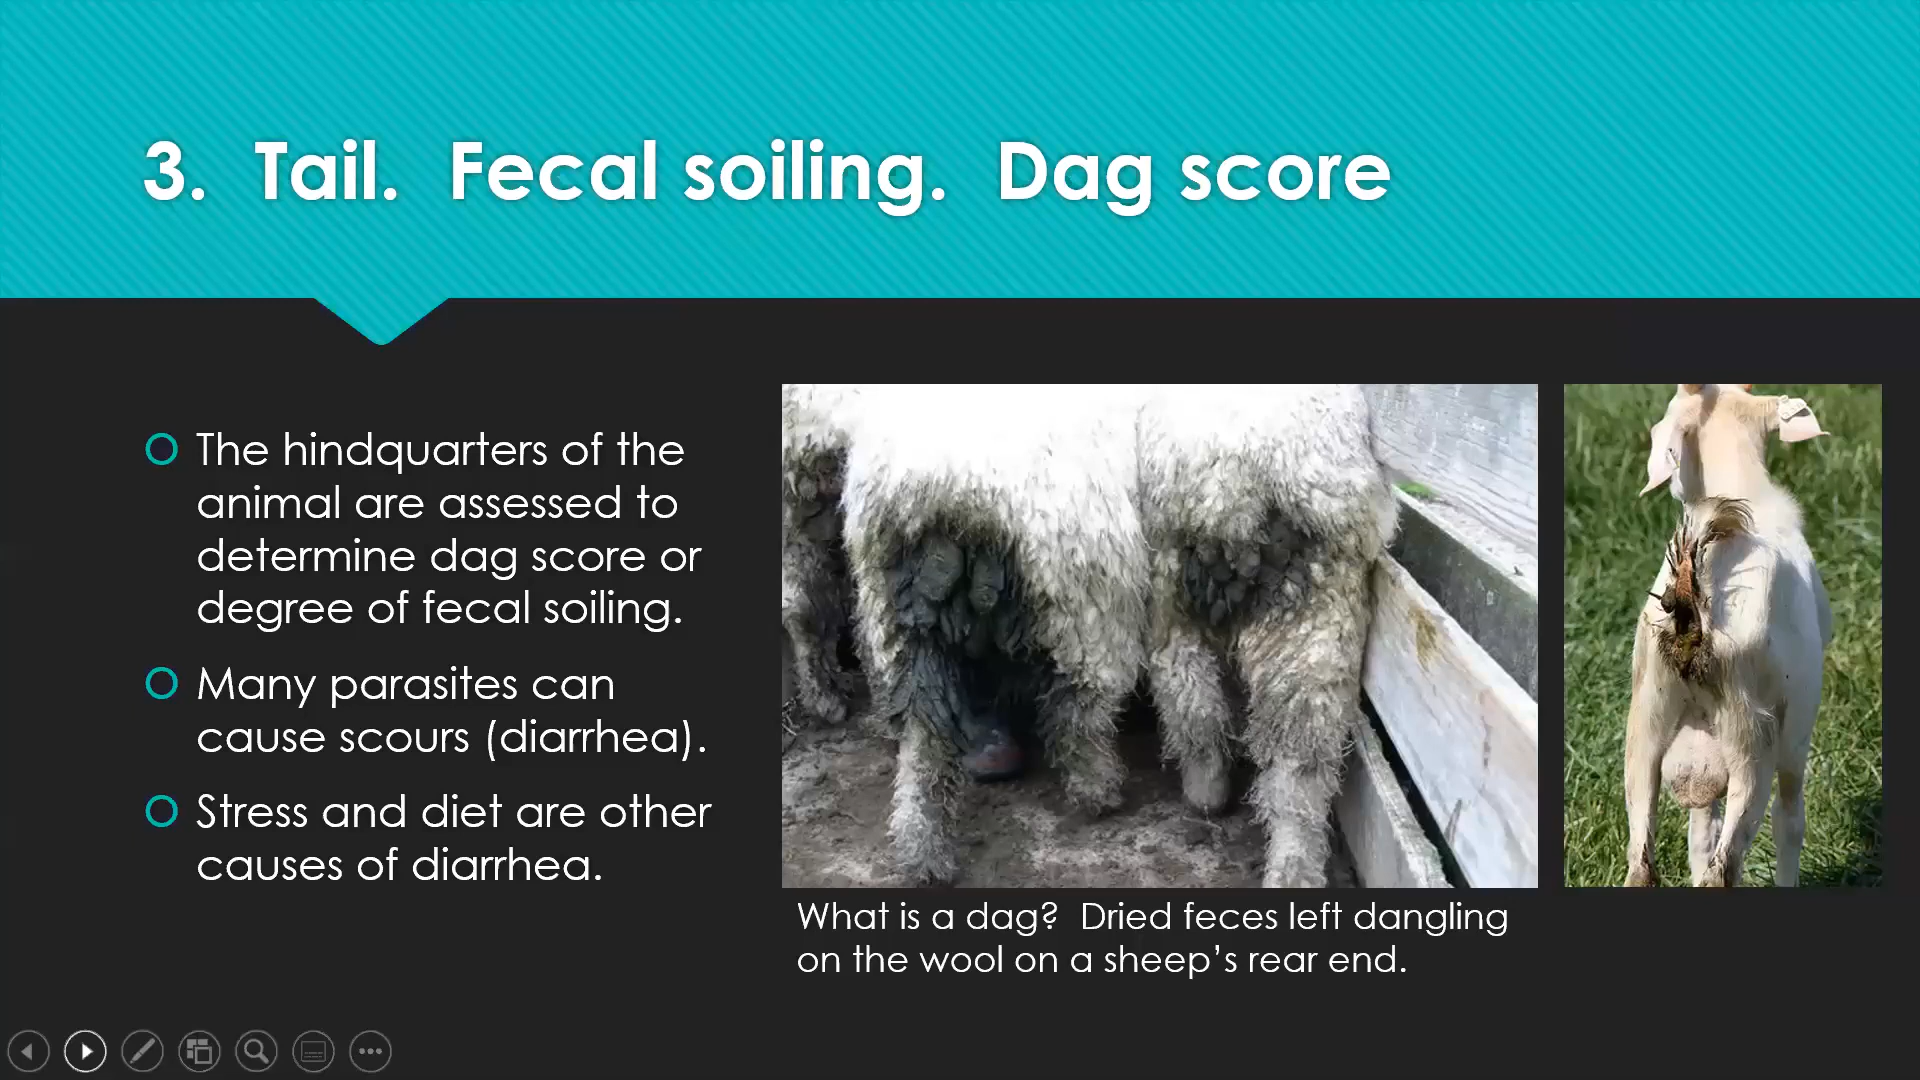 3. Tail. Fecal soiling. Dag score
The hindquarters of the
animal are assessed to
determine dag score or
degree of fecal soiling.
Many parasites can
cause scours (diarrhea).
Stress and diet are other
causes of diarrhea.
What is a dag? Dried feces left dangling
on the wool on a sheep’s rear end.